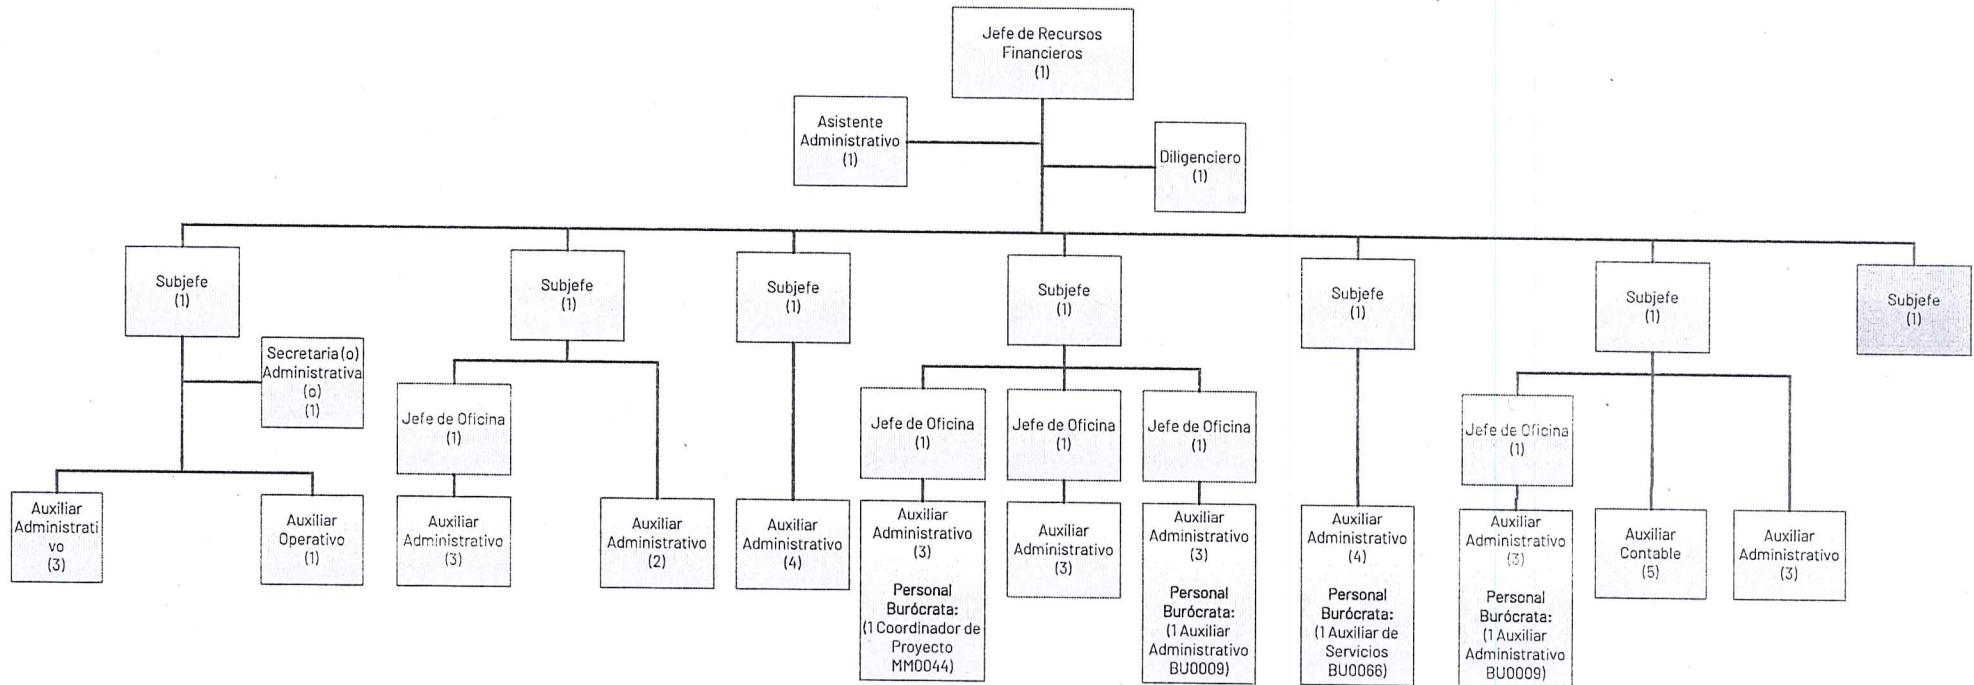 Jefe de Recursos
Financieros
(1)
Asistente
Administrativo
(1)
Diligenciero
(1)
Subjefe
(1)
Subjefe
(1)
Subjefe
(1)
Subjefe
(1)
Subjefe
(1)
Subjefe
(1)
Subjefe
(1)
Secretaria(o)
Administrativa
(o)
(1)
Jefe de Oficina
(1)
Jefe de Oficina
(1)
Jefe de Oficina
(1)
Jefe de Oficina
(1)
Jefe de Oficina
(1)
Auxiliar
Administrati
vo
(3)
Auxiliar
Operativo
(1)
Auxiliar
Administrativo
(3)
Auxiliar
Administrativo
(2)
Auxiliar
Administrativo
(4)
Auxiliar
Administrativo
(3)
Personal
Burócrata:
(1 Coordinador de
Proyecto
MM0044)
Auxiliar
Administrativo
(3)
Auxiliar
Administrativo
(3)
Personal
Burócrata:
(1 Auxiliar
Administrativo
BU0009)
Auxiliar
Administrativo
(4)
Personal
Burócrata:
(1 Auxiliar de
Servicios
BU0066)
Auxiliar
Administrativo
(3)
Personal
Burócrata:
(1 Auxiliar
Administrativo
BU0009)
Auxiliar
Contable
(5)
Auxiliar
Administrativo
(3)